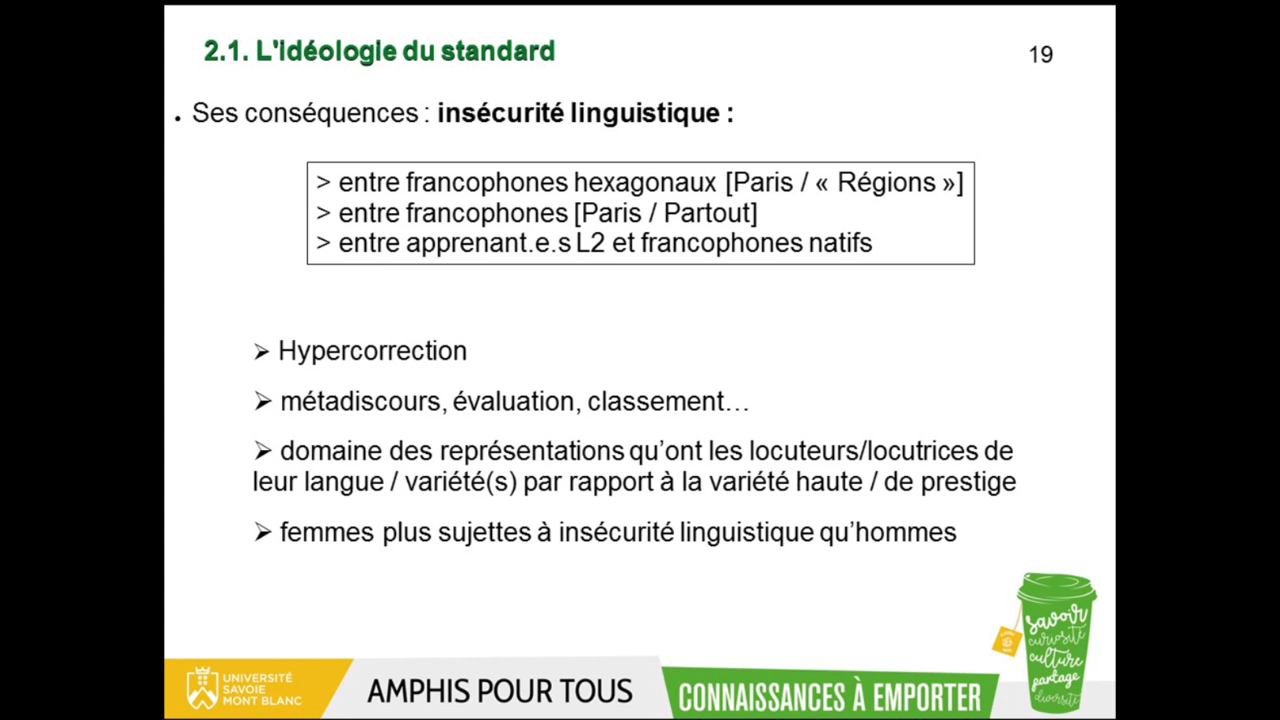 2.1. L'idéologie du standard
19
• Ses conséquences : insécurité linguistique :
> entre francophones hexagonaux [Paris / « Régions »]
> entre francophones [Paris / Partout]
> entre apprenant.e.s L2 et francophones natifs
➢ Hypercorrection
➢ métadiscours, évaluation, classement…
➢ domaine des représentations qu’ont les locuteurs/locutrices de
leur langue / variété(s) par rapport à la variété haute / de prestige
➢ femmes plus sujettes à insécurité linguistique qu’hommes
savoir
curiosité
culture
partage
diversité
UNIVERSITÉ
SAVOIE
MONT BLANC
AMPHIS POUR TOUS
CONNAISSANCES À EMPORTER